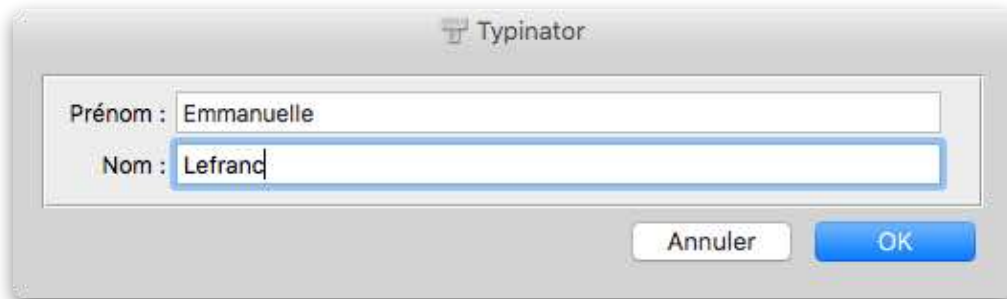 Typinator
Prénom : Emmanuelle
Nom : Lefranc
Annuler OK